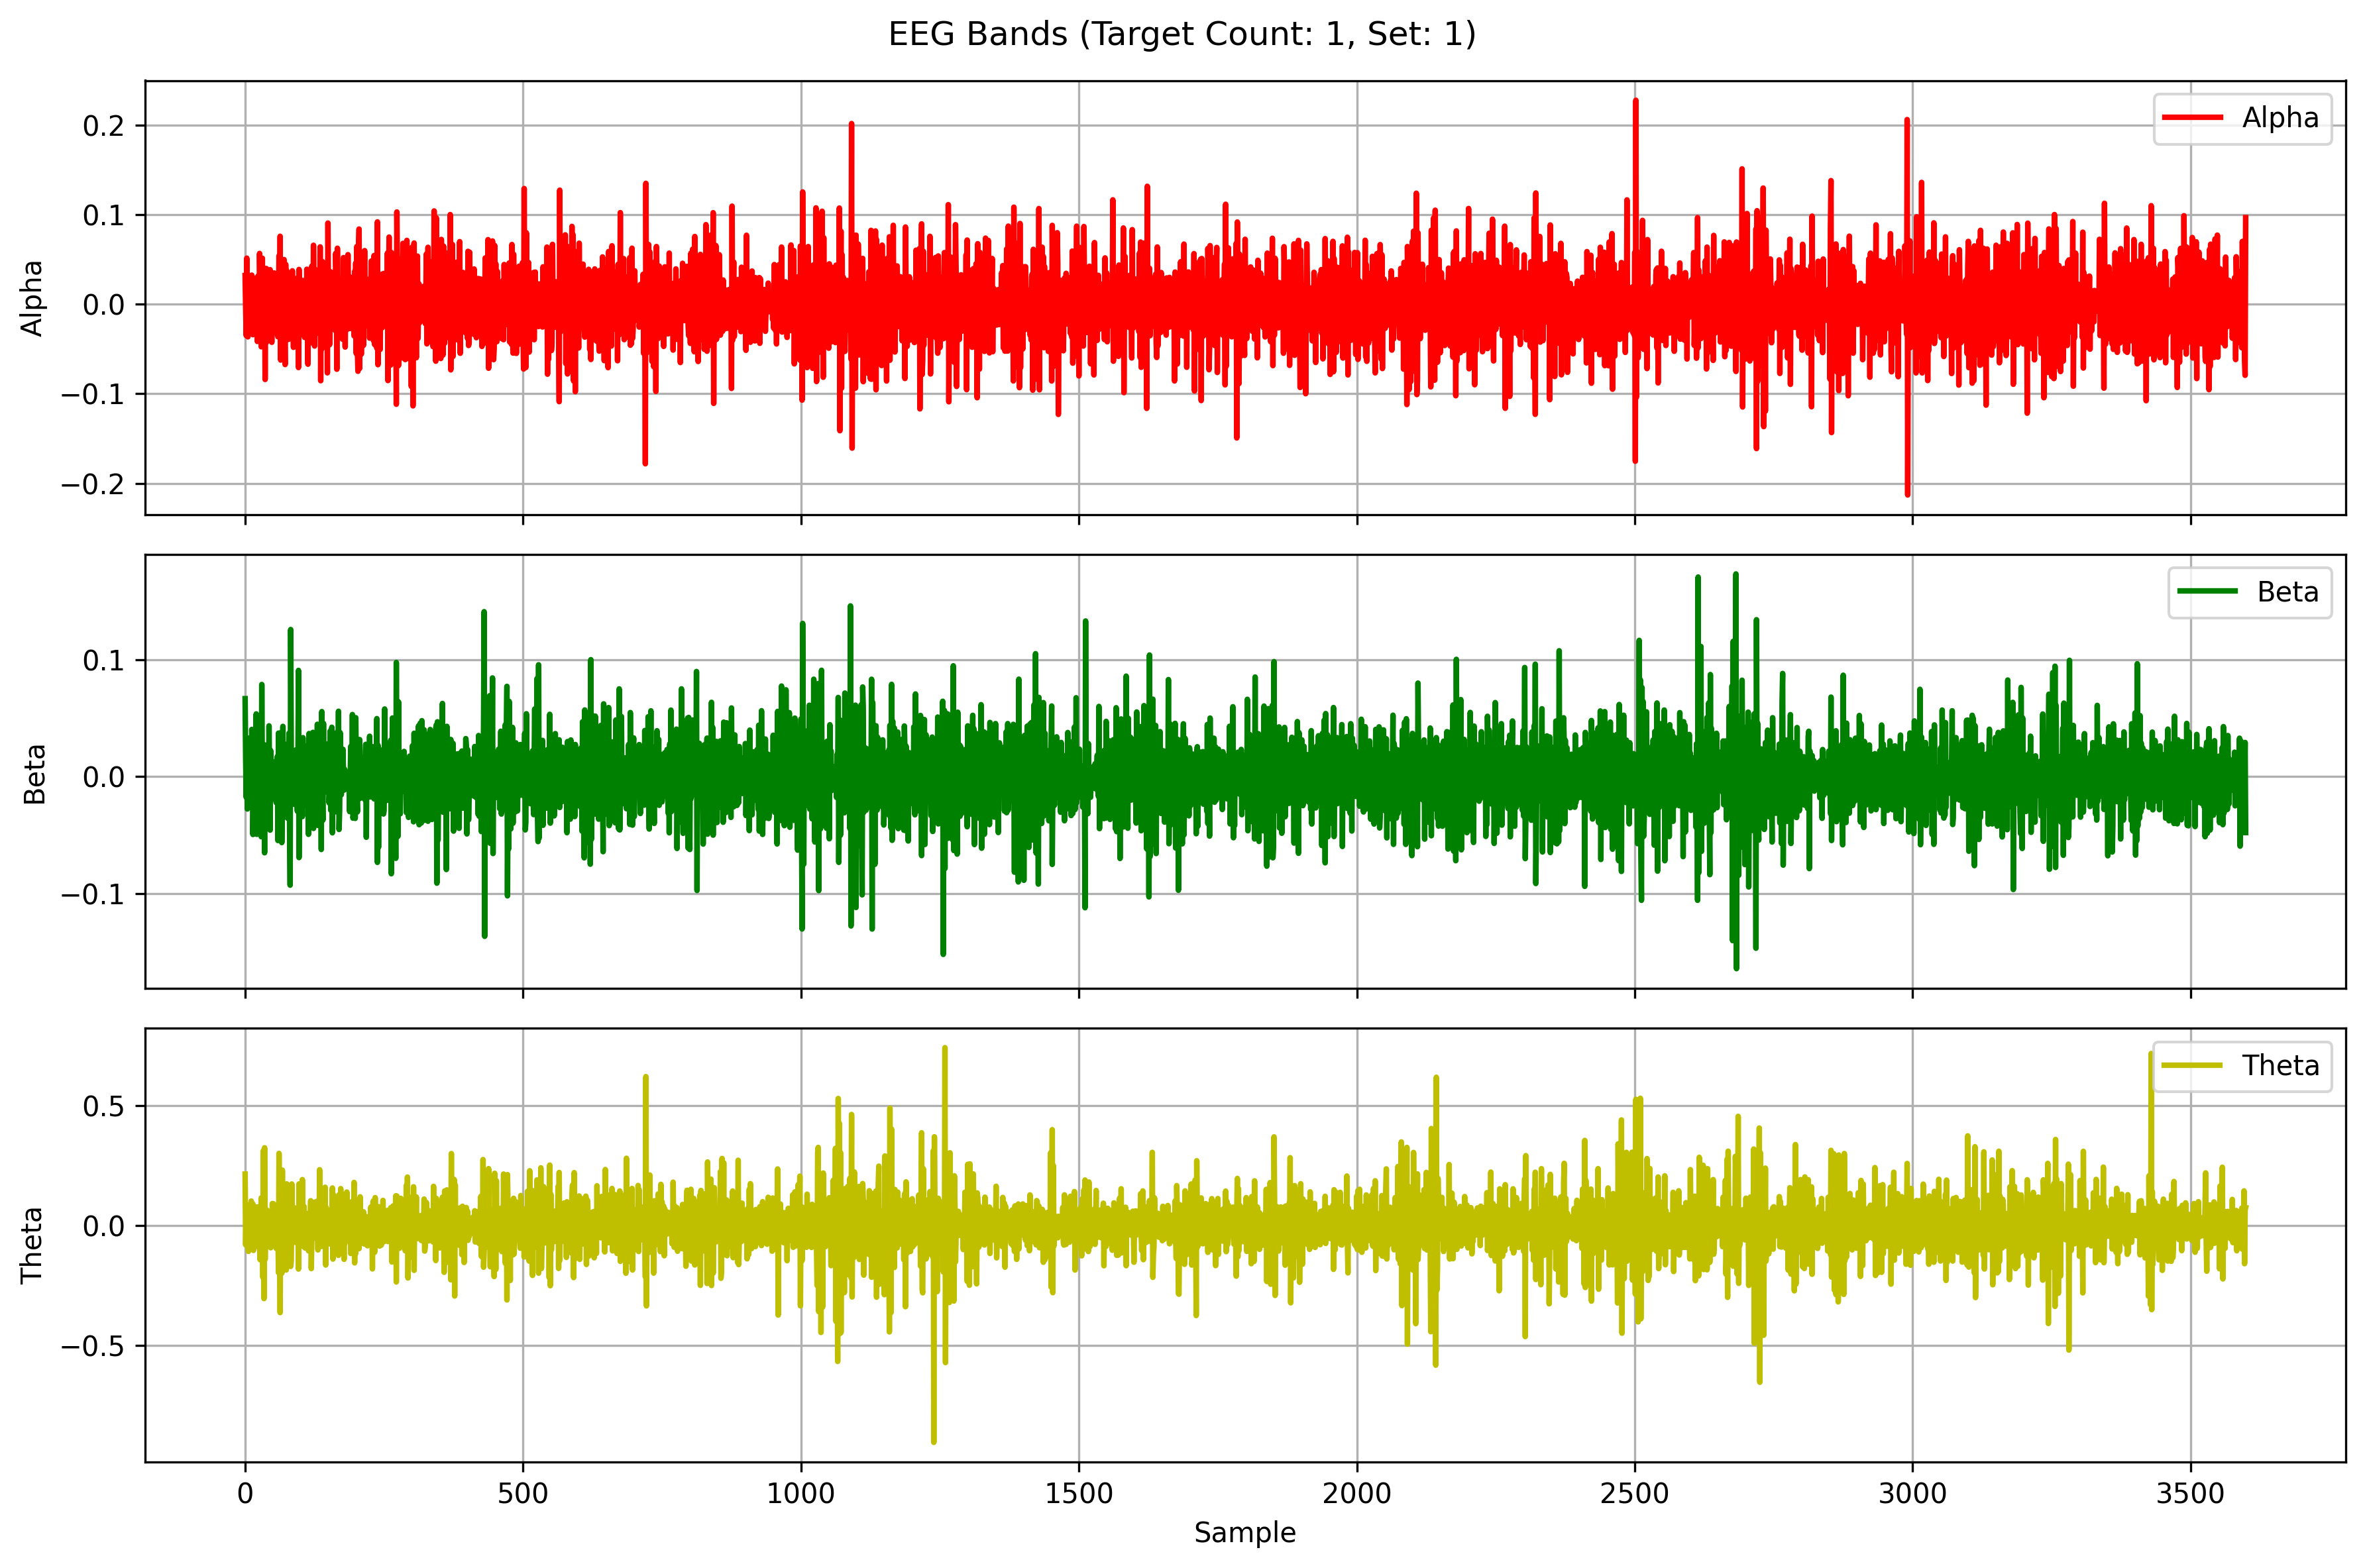 EEG Bands (Target Count: 1, Set: 1)
Alpha
0.2
0.1
0.0
−0.1
−0.2
Alpha
Beta
0.1
0.0
−0.1
Beta
Theta
0.5
0.0
−0.5
Theta
0 500 1000 1500 2000 2500 3000 3500
Sample